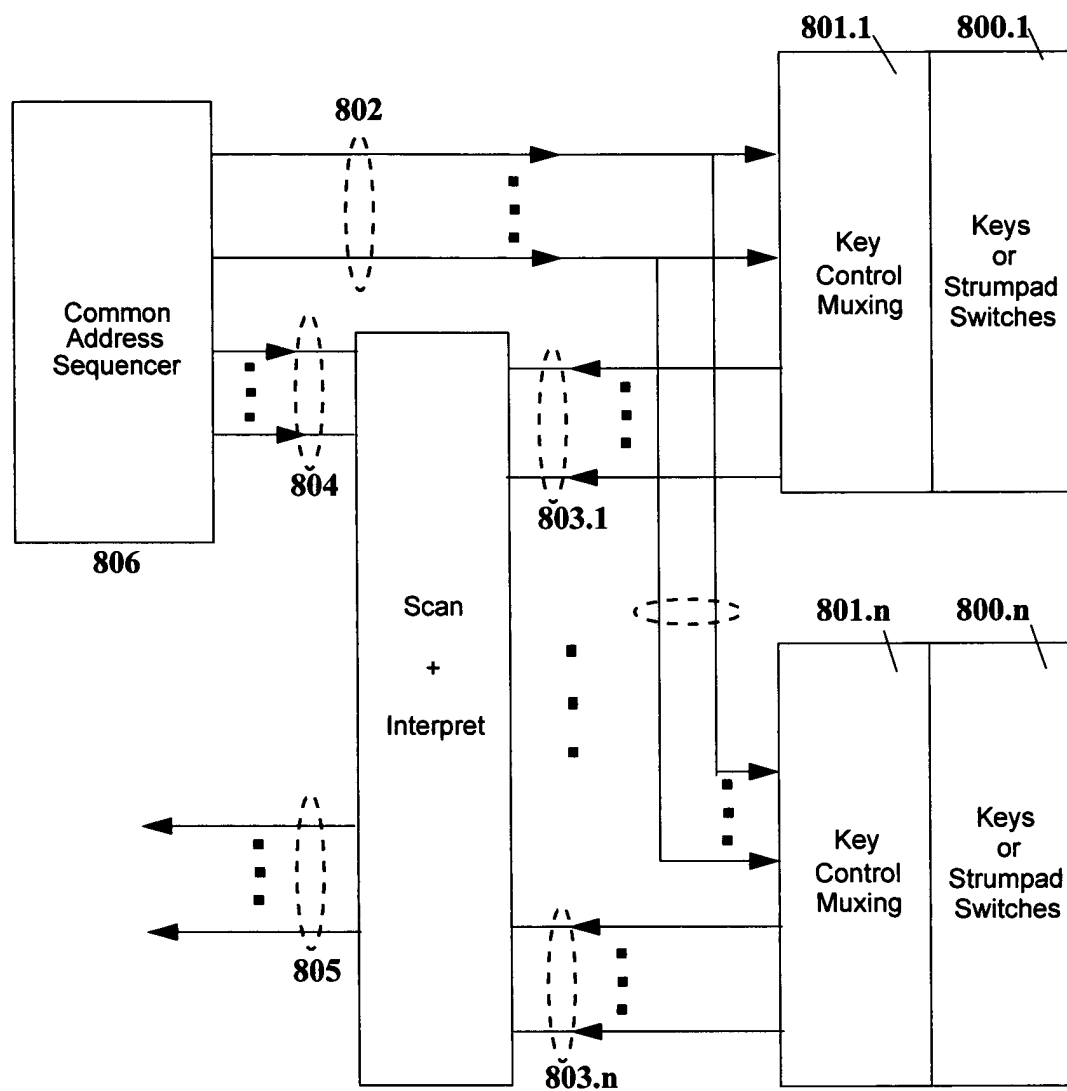 801.1
800.1
802
Common
Address
Sequencer
Key
Control
Muxing
Keys
or
Strumpad
Switches
804
803.1
806
Scan
+
Interpret
801.n
800.n
Key
Control
Muxing
Keys
or
Strumpad
Switches
805
803.n